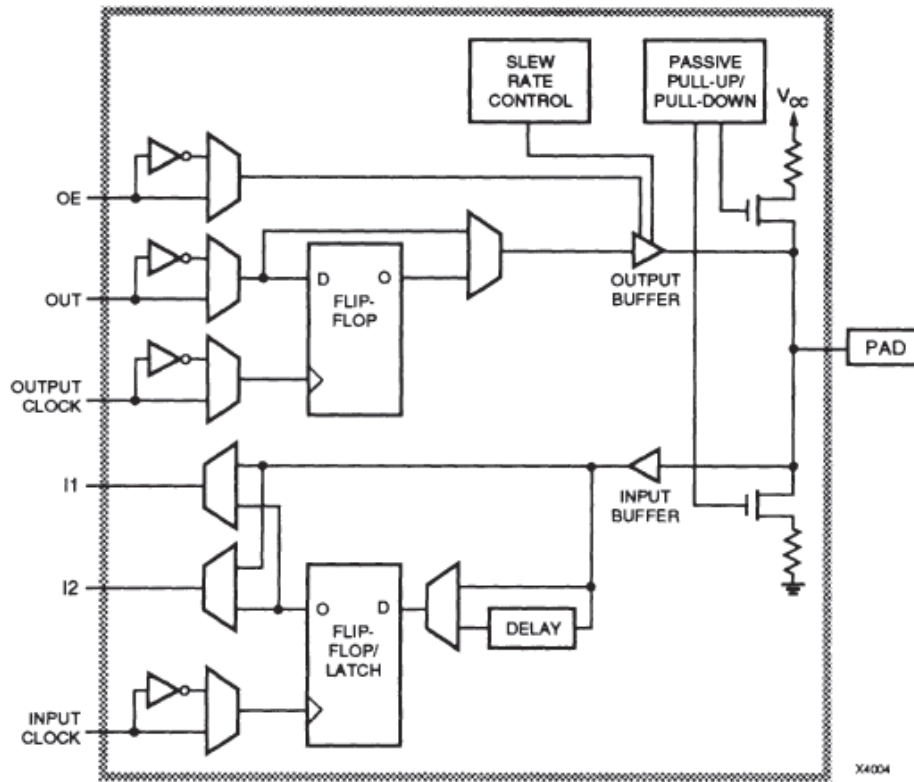 SLEW
RATE
CONTROL
PASSIVE
PULL-UP/
PULL-DOWN
VCC
OE
OUT
D
O
FLIP-
FLOP
OUTPUT
BUFFER
PAD
OUTPUT
CLOCK
I1
INPUT
BUFFER
I2
O
D
FLIP-
FLOP/
LATCH
DELAY
INPUT
CLOCK
X4004